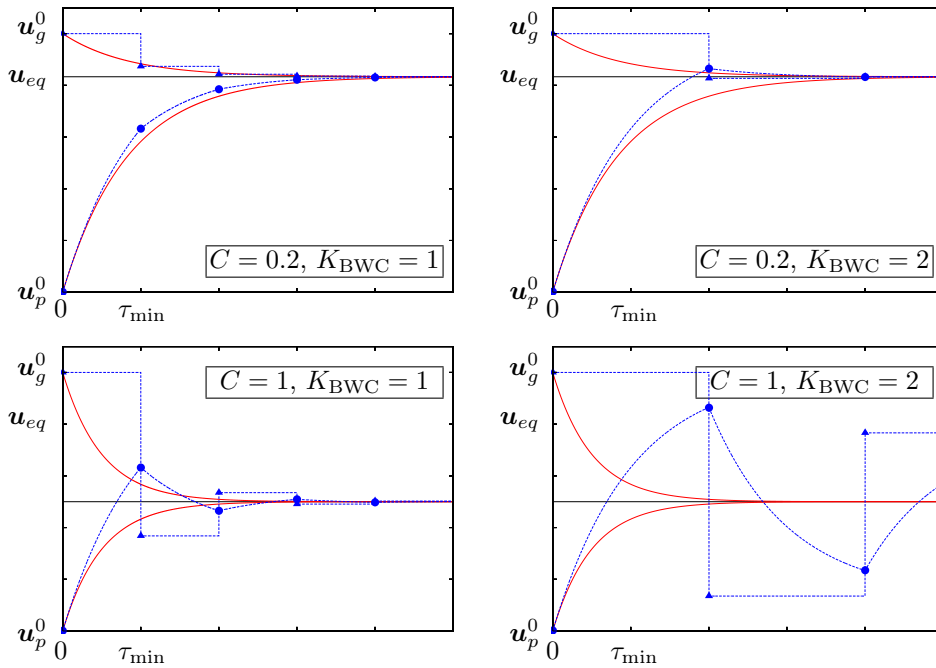 u_g^0
u_eq
u_p^0
0 τ_min
C = 0.2, K_BWC = 1
u_g^0
u_eq
u_p^0
0 τ_min
C = 0.2, K_BWC = 2
u_g^0
u_eq
u_p^0
0 τ_min
C = 1, K_BWC = 1
u_g^0
u_eq
u_p^0
0 τ_min
C = 1, K_BWC = 2